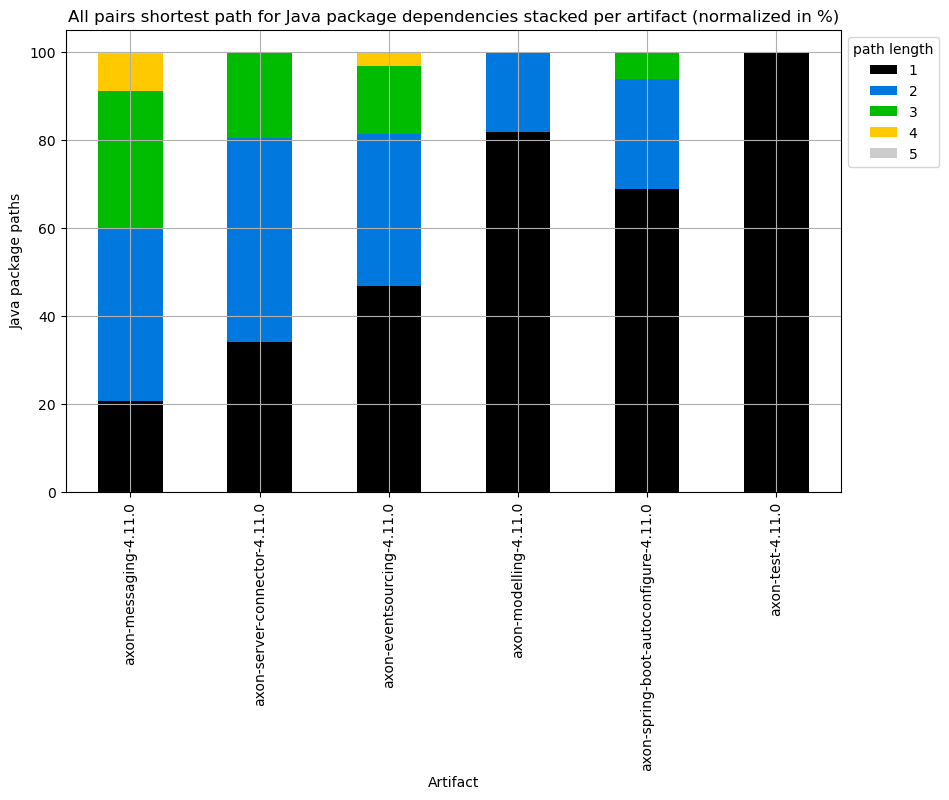 All pairs shortest path for Java package dependencies stacked per artifact (normalized in %)
path length
1
2
3
4
5
100
80
60
40
20
0
Java package paths
axon-messaging-4.11.0
axon-server-connector-4.11.0
axon-eventsourcing-4.11.0
axon-modelling-4.11.0
axon-spring-boot-autoconfigure-4.11.0
axon-test-4.11.0
Artifact